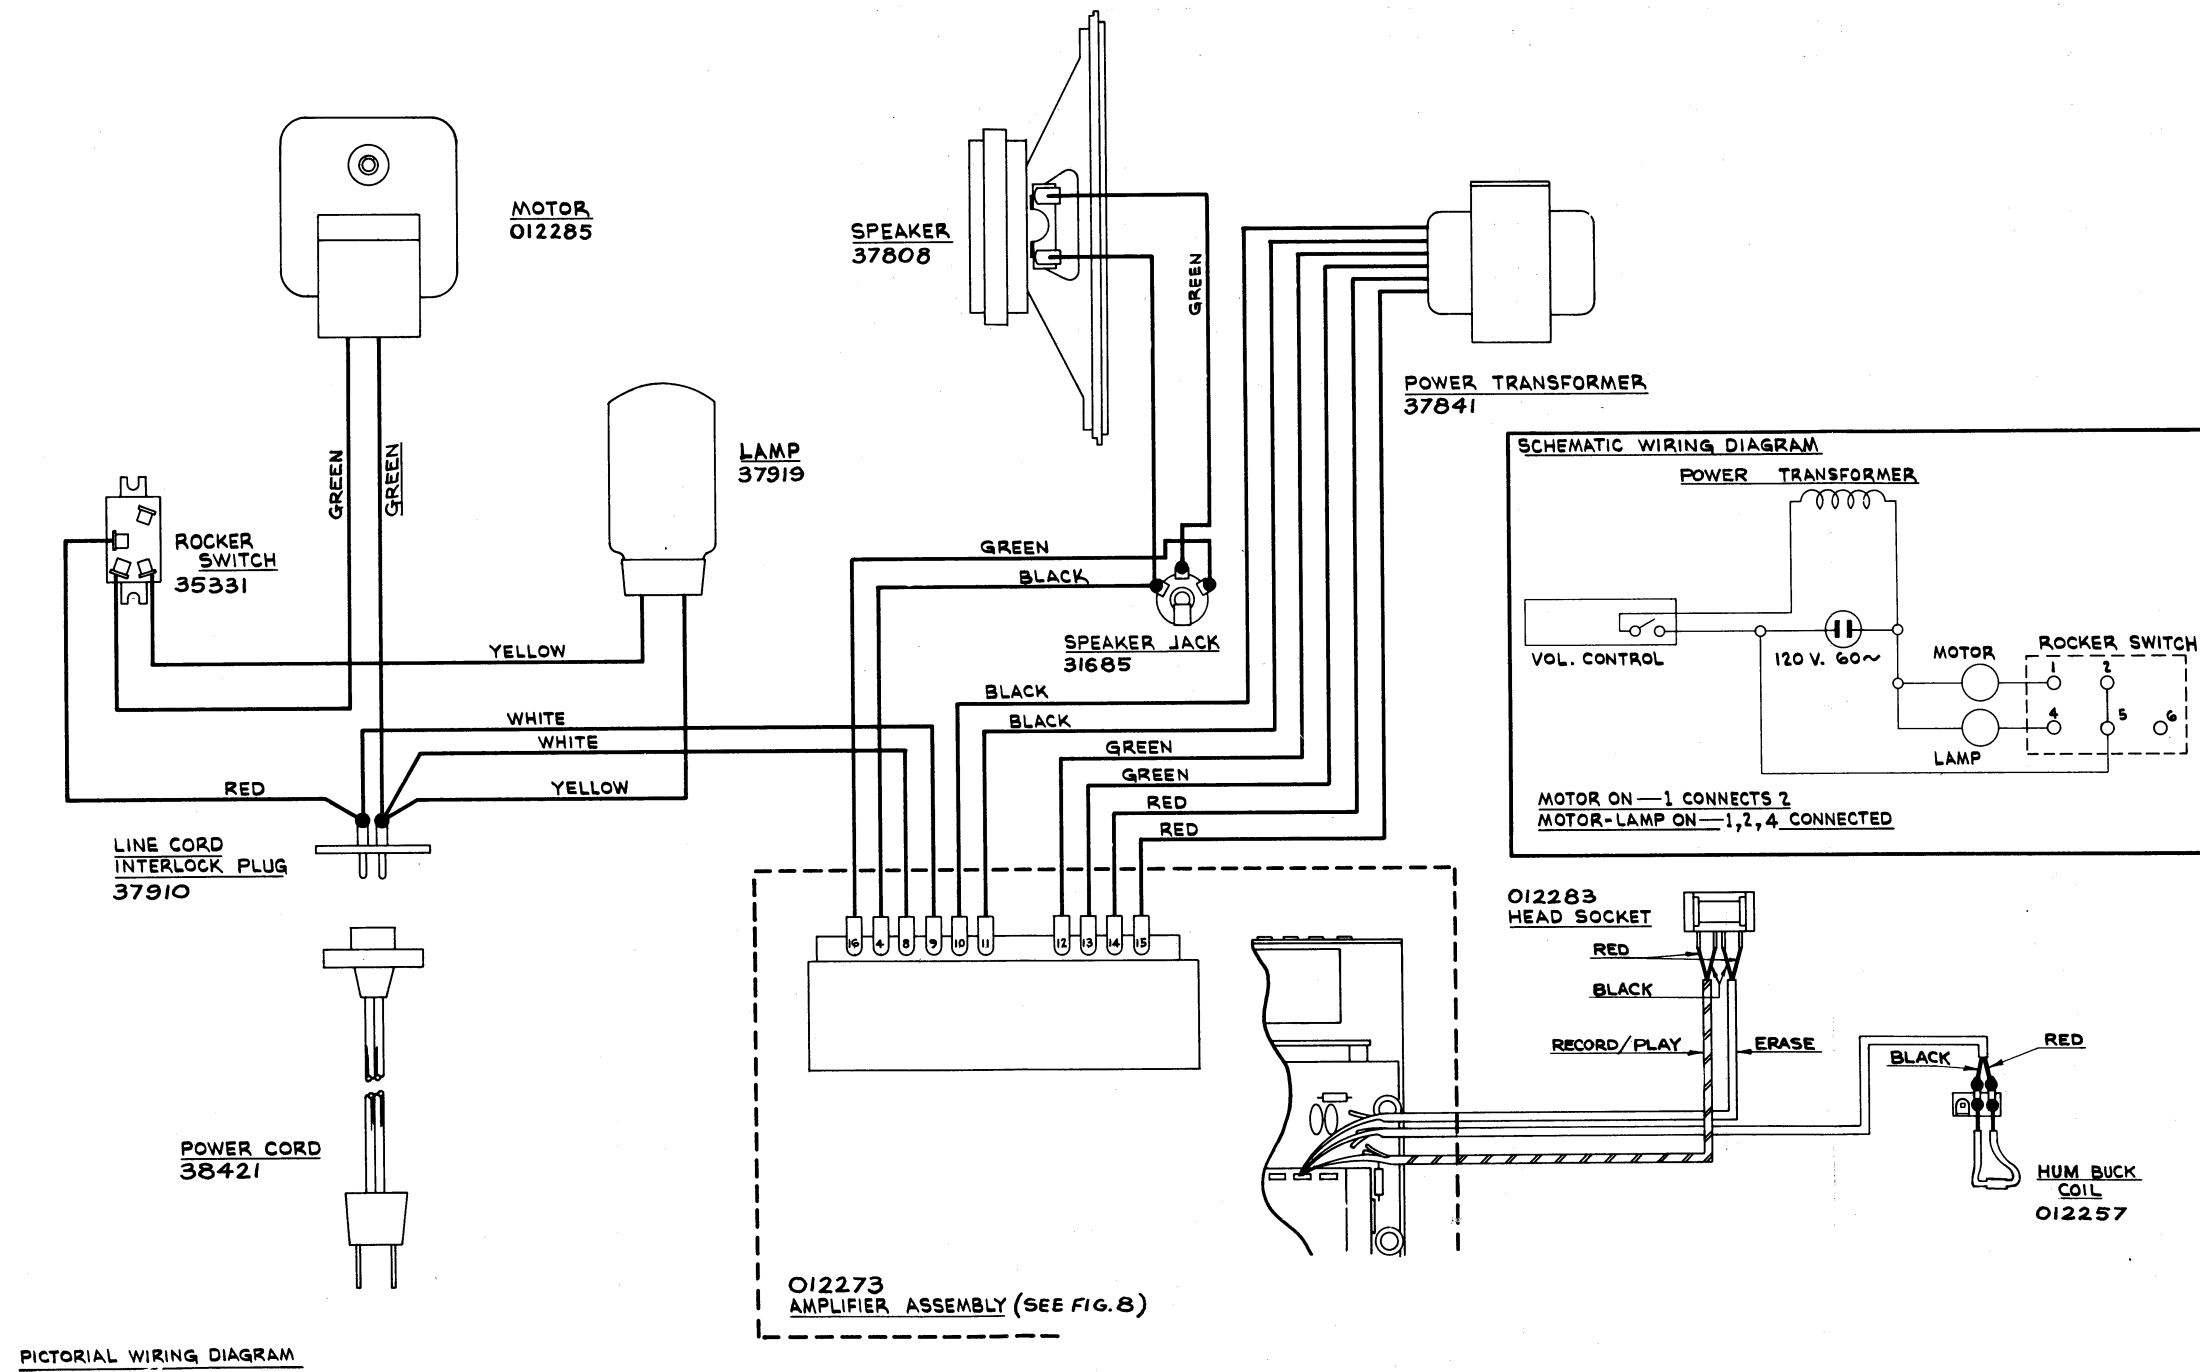 MOTOR
012285
SPEAKER
37808
GREEN
POWER TRANSFORMER
37841
GREEN
GREEN
LAMP
37919
ROCKER
SWITCH
35331
GREEN
BLACK
SPEAKER JACK
31685
YELLOW
BLACK
WHITE
BLACK
WHITE
GREEN
GREEN
RED
YELLOW
RED
RED
LINE CORD
INTERLOCK PLUG
37910
16 4 8 9 10 11 12 13 14 15
SCHEMATIC WIRING DIAGRAM
POWER TRANSFORMER
VOL. CONTROL
120 V. 60~
MOTOR
ROCKER SWITCH
1 2
4 5 6
LAMP
MOTOR ON—1 CONNECTS 2
MOTOR-LAMP ON—1,2,4 CONNECTED
012283
HEAD SOCKET
RED
BLACK
RECORD/PLAY
ERASE
BLACK
RED
HUM BUCK
COIL
012257
POWER CORD
38421
012273
AMPLIFIER ASSEMBLY (SEE FIG. 8)
PICTORIAL WIRING DIAGRAM